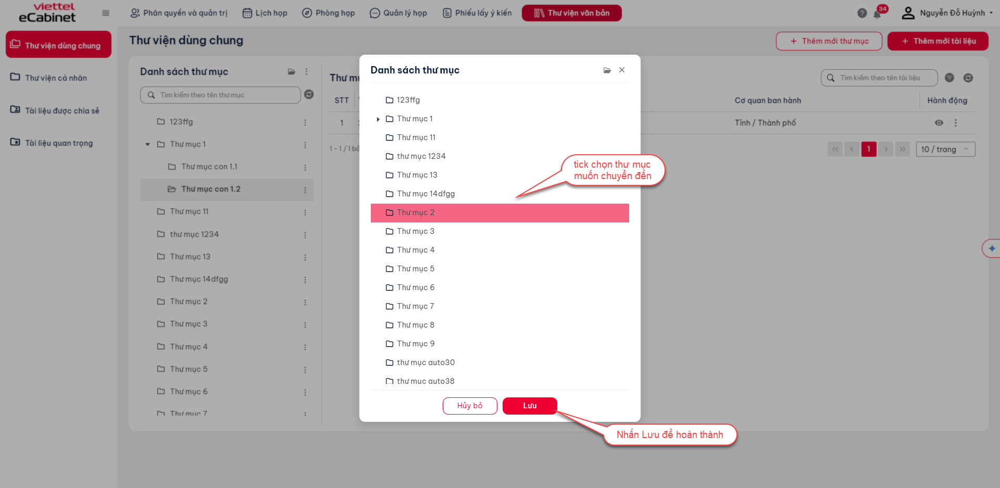 viettel
eCabinet
Phân quyền và quản trị
Lịch họp
Phòng họp
Quản lý họp
Phiếu lấy ý kiến
Thư viện văn bản
34
Nguyễn Đỗ Huỳnh
Thư viện dùng chung
Thư viện cá nhân
Tài liệu được chia sẻ
Tài liệu quan trọng
Thư viện dùng chung
+ Thêm mới thư mục
+ Thêm mới tài liệu
Danh sách thư mục
Tìm kiếm theo tên thư mục
123ffg
Thư mục 1
Thư mục con 1.1
Thư mục con 1.2
Thư mục 11
thư mục 1234
Thư mục 13
Thư mục 14dfgg
Thư mục 2
Thư mục 3
Thư mục 4
Thư mục 5
Thư mục 6
Thư mục 7
Thư
Tìm kiếm theo tên tài liệu
STT
Cơ quan ban hành
Hành động
1
Tỉnh / Thành phố
1 - 1 / 1
1
10 / trang
Danh sách thư mục
123ffg
Thư mục 1
Thư mục 11
thư mục 1234
Thư mục 13
Thư mục 14dfgg
Thư mục 2
Thư mục 3
Thư mục 4
Thư mục 5
Thư mục 6
Thư mục 7
Thư mục 8
Thư mục 9
thư mục auto30
thư mục auto38
Hủy bỏ
Lưu
tick chọn thư mục
muốn chuyển đến
Nhấn Lưu để hoàn thành